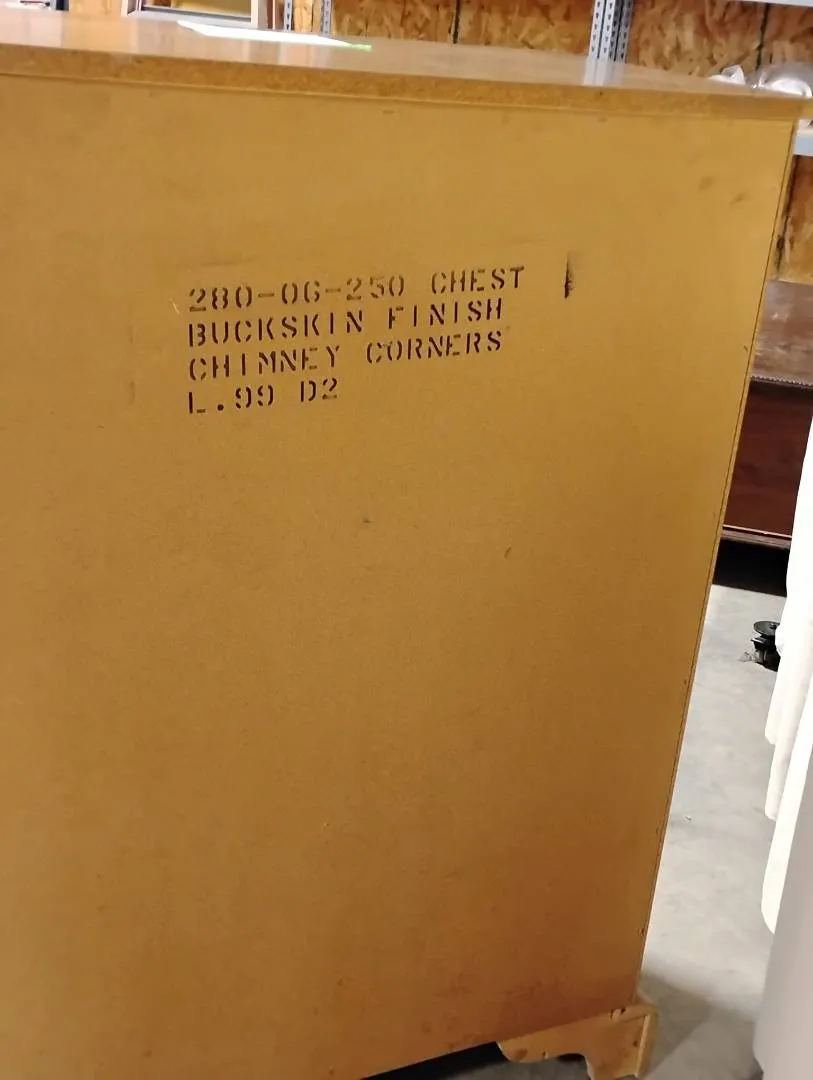 280-06-250 CHEST
BUCKSKIN FINISH
CHIMNEY CORNERS
L.99 D2